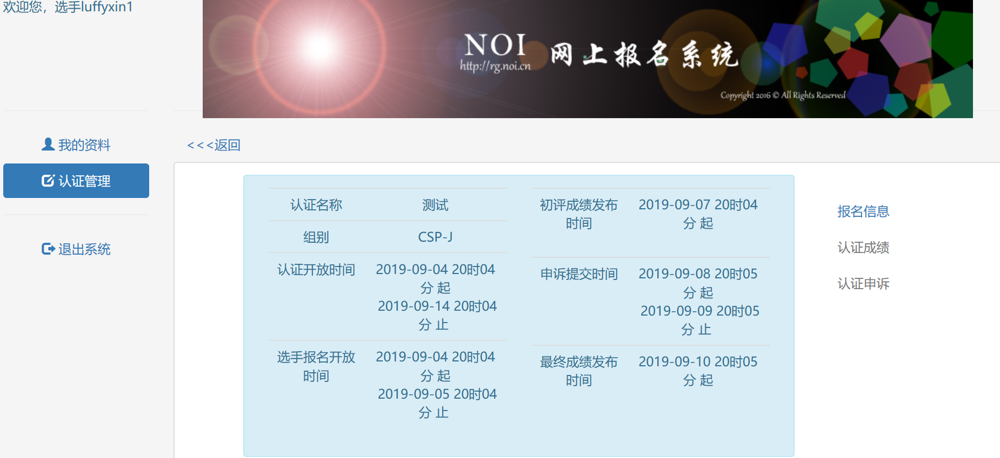 欢迎您，选手luffyxin1
NOI
http://rg.noi.cn
网上报名系统
Copyright 2016 © All Rights Reserved
我的资料
认证管理
退出系统
<<<返回
认证名称 测试
组别 CSP-J
认证开放时间 2019-09-04 20时04
分 起
2019-09-14 20时04
分 止
选手报名开放 2019-09-04 20时04
时间 分 起
2019-09-05 20时04
分 止
初评成绩发布 2019-09-07 20时04
时间 分 起
申诉提交时间 2019-09-08 20时05
分 起
2019-09-09 20时05
分 止
最终成绩发布 2019-09-10 20时05
时间 分 起
报名信息
认证成绩
认证申诉